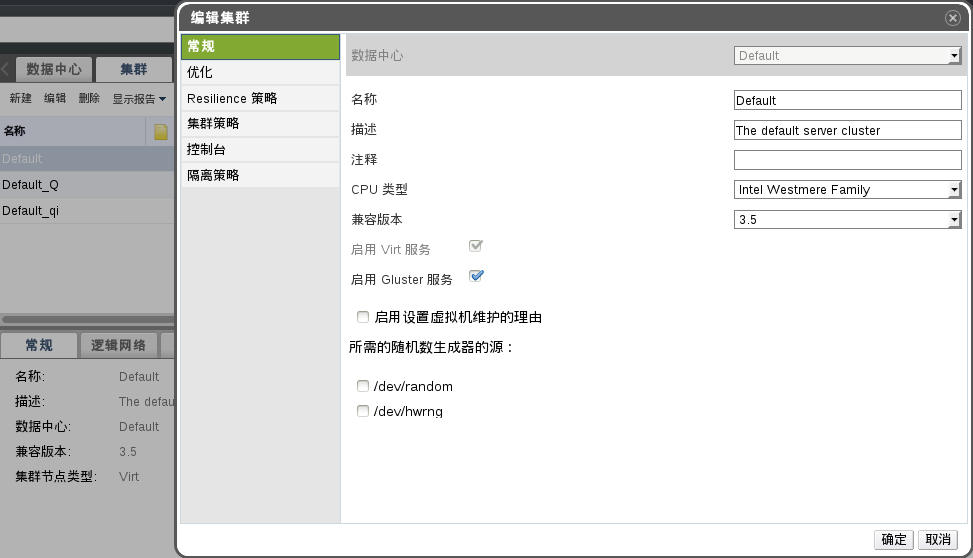 编辑集群
数据中心
集群
新建
编辑
删除
显示报告
名称
Default
Default_Q
Default_qi
常规
逻辑网络
名称: Default
描述: The defau
数据中心: Default
兼容版本: 3.5
集群节点类型: Virt
常规
优化
Resilience 策略
集群策略
控制台
隔离策略
数据中心 Default
名称 Default
描述 The default server cluster
注释
CPU 类型 Intel Westmere Family
兼容版本 3.5
启用 Virt 服务
启用 Gluster 服务
启用设置虚拟机维护的理由
所需的随机数生成器的源：
/dev/random
/dev/hwrng
确定
取消